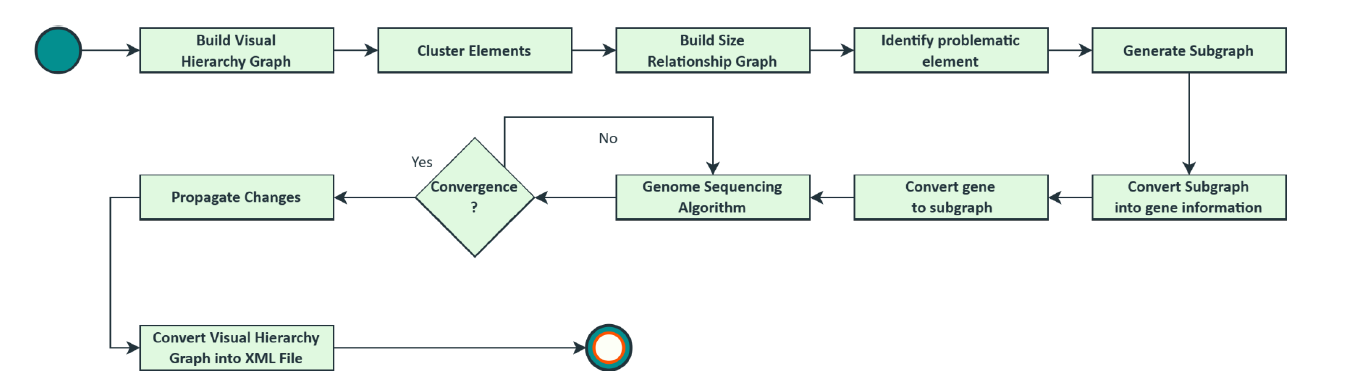 Build Visual
Hierarchy Graph
Cluster Elements
Build Size
Relationship Graph
Identify problematic
element
Generate Subgraph
No
Yes
Propagate Changes
Convergence
?
Genome Sequencing
Algorithm
Convert gene
to subgraph
Convert Subgraph
into gene information
Convert Visual Hierarchy
Graph into XML File